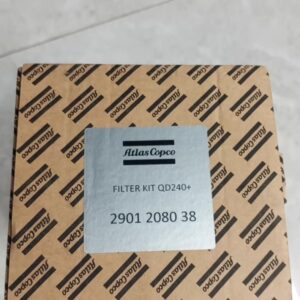 Atlas Copco
FILTER KIT QD240+
2901 2080 38